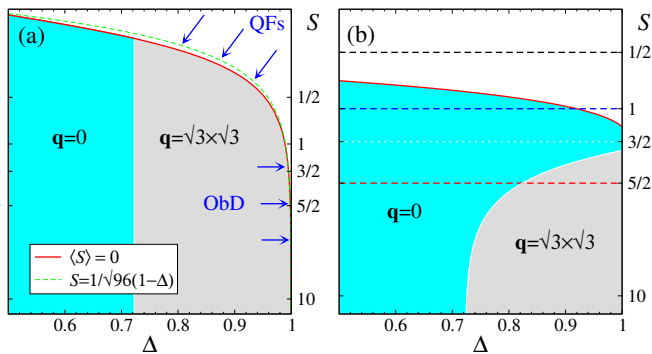 (a)
QFs
S
1/2
q=0
q=√3×√3
1
3/2
ObD
5/2
⟨S⟩ = 0
S=1/√96(1−Δ)
10
0.6
0.7
0.8
0.9
1
Δ
(b)
S
1/2
1
3/2
5/2
q=0
q=√3×√3
10
0.6
0.7
0.8
0.9
1
Δ